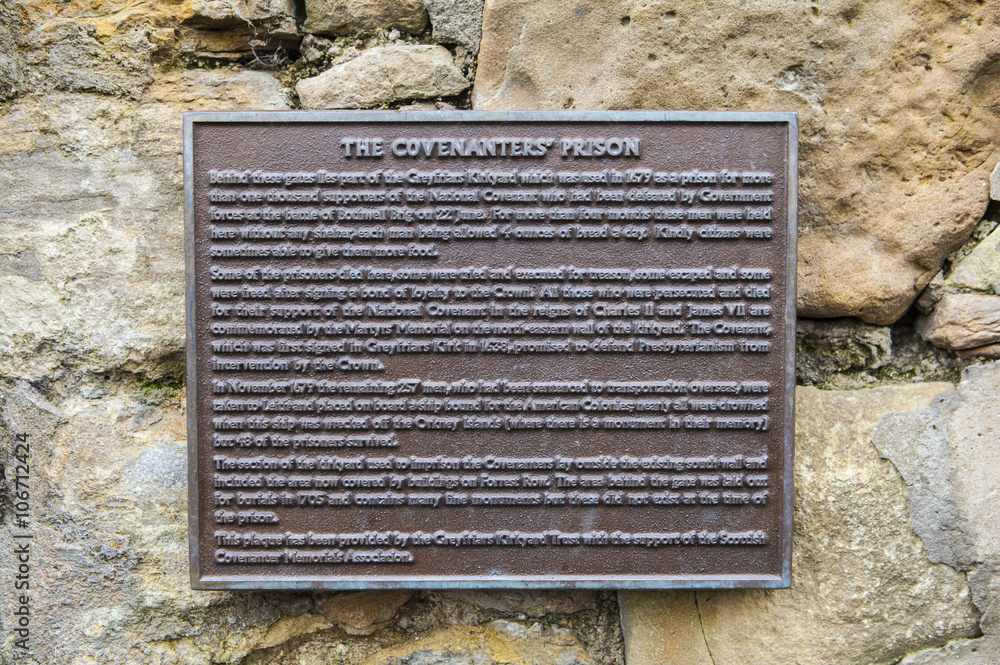 THE COVENANTERS' PRISON
Behind these gates lies part of the Greyfriars Kirkyard which was used in 1679 as a prison for more
than one thousand supporters of the National Covenant who had been defeated by Government
forces at the battle of Bothwell Brig on 22 June. For more than four months these men were held
here without any shelter, each man being allowed 4 ounces of bread a day. Kindly citizens were
sometimes able to give them more food.
Some of the prisoners died here, some were tried and executed for treason, some escaped and some
were freed after signing a bond of loyalty to the Crown. All those who were persecuted and died
for their support of the National Covenant in the reigns of Charles II and James VII are
commemorated by the Martyrs' Memorial on the north-eastern wall of the kirkyard. The Covenant,
which was first signed in Greyfriars Kirk in 1638, promised to defend Presbyterianism from
intervention by the Crown.
In November 1679 the remaining 257 men, who had been sentenced to transportation overseas, were
taken to Leith and placed on board a ship bound for the American Colonies; nearly all were drowned
when this ship was wrecked off the Orkney Islands (where there is a monument in their memory)
but 48 of the prisoners survived.
The section of the kirkyard used to imprison the Covenanters lay outside the existing south wall and
included the area now covered by buildings on Forrest Row. The area behind the gate was laid out
for burials in 1705 and contains many fine monuments but these did not exist at the time of
the prison.
This plaque has been provided by the Greyfriars Kirkyard Trust with the support of the Scottish
Covenanter Memorials Association.
Adobe Stock | #106712424